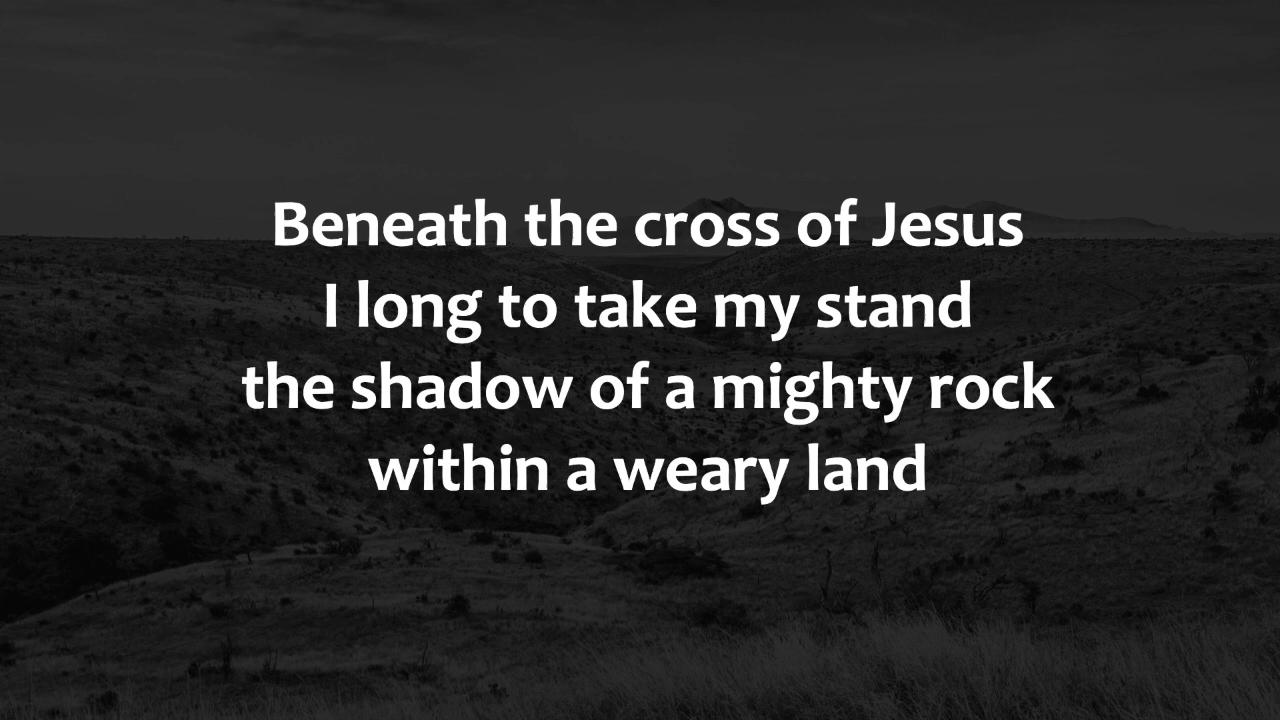 Beneath the cross of Jesus
I long to take my stand
the shadow of a mighty rock
within a weary land